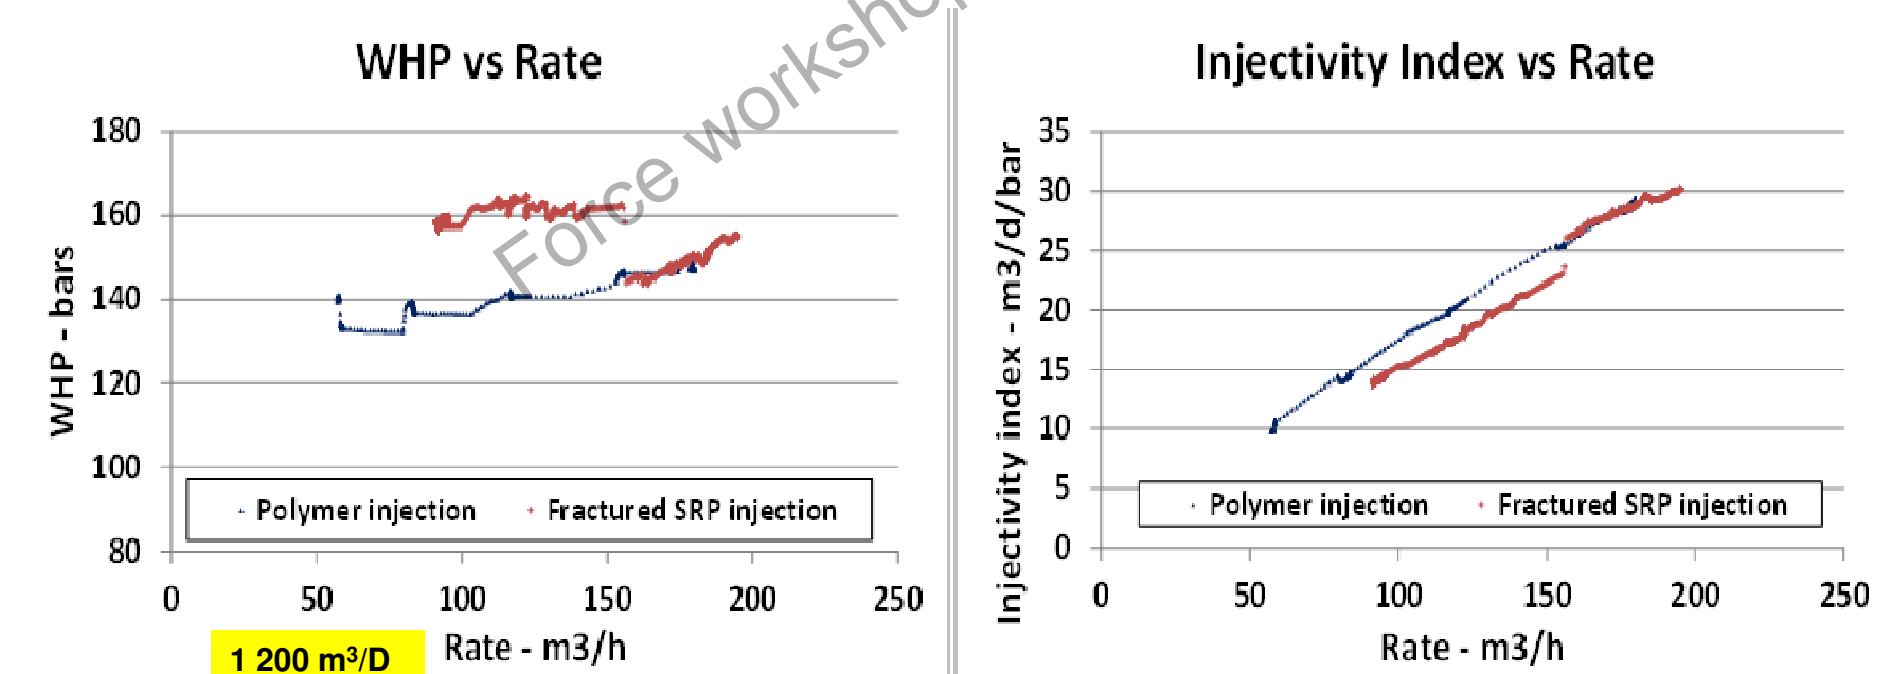 WHP vs Rate
180
160
140
120
100
80
WHP - bars
Polymer injection
Fractured SRP injection
0 50 100 150 200 250
Rate - m3/h
1 200 m³/D
Force workshop
Injectivity Index vs Rate
35
30
25
20
15
10
5
0
Injectivity index - m3/d/bar
Polymer injection
Fractured SRP injection
0 50 100 150 200 250
Rate - m3/h